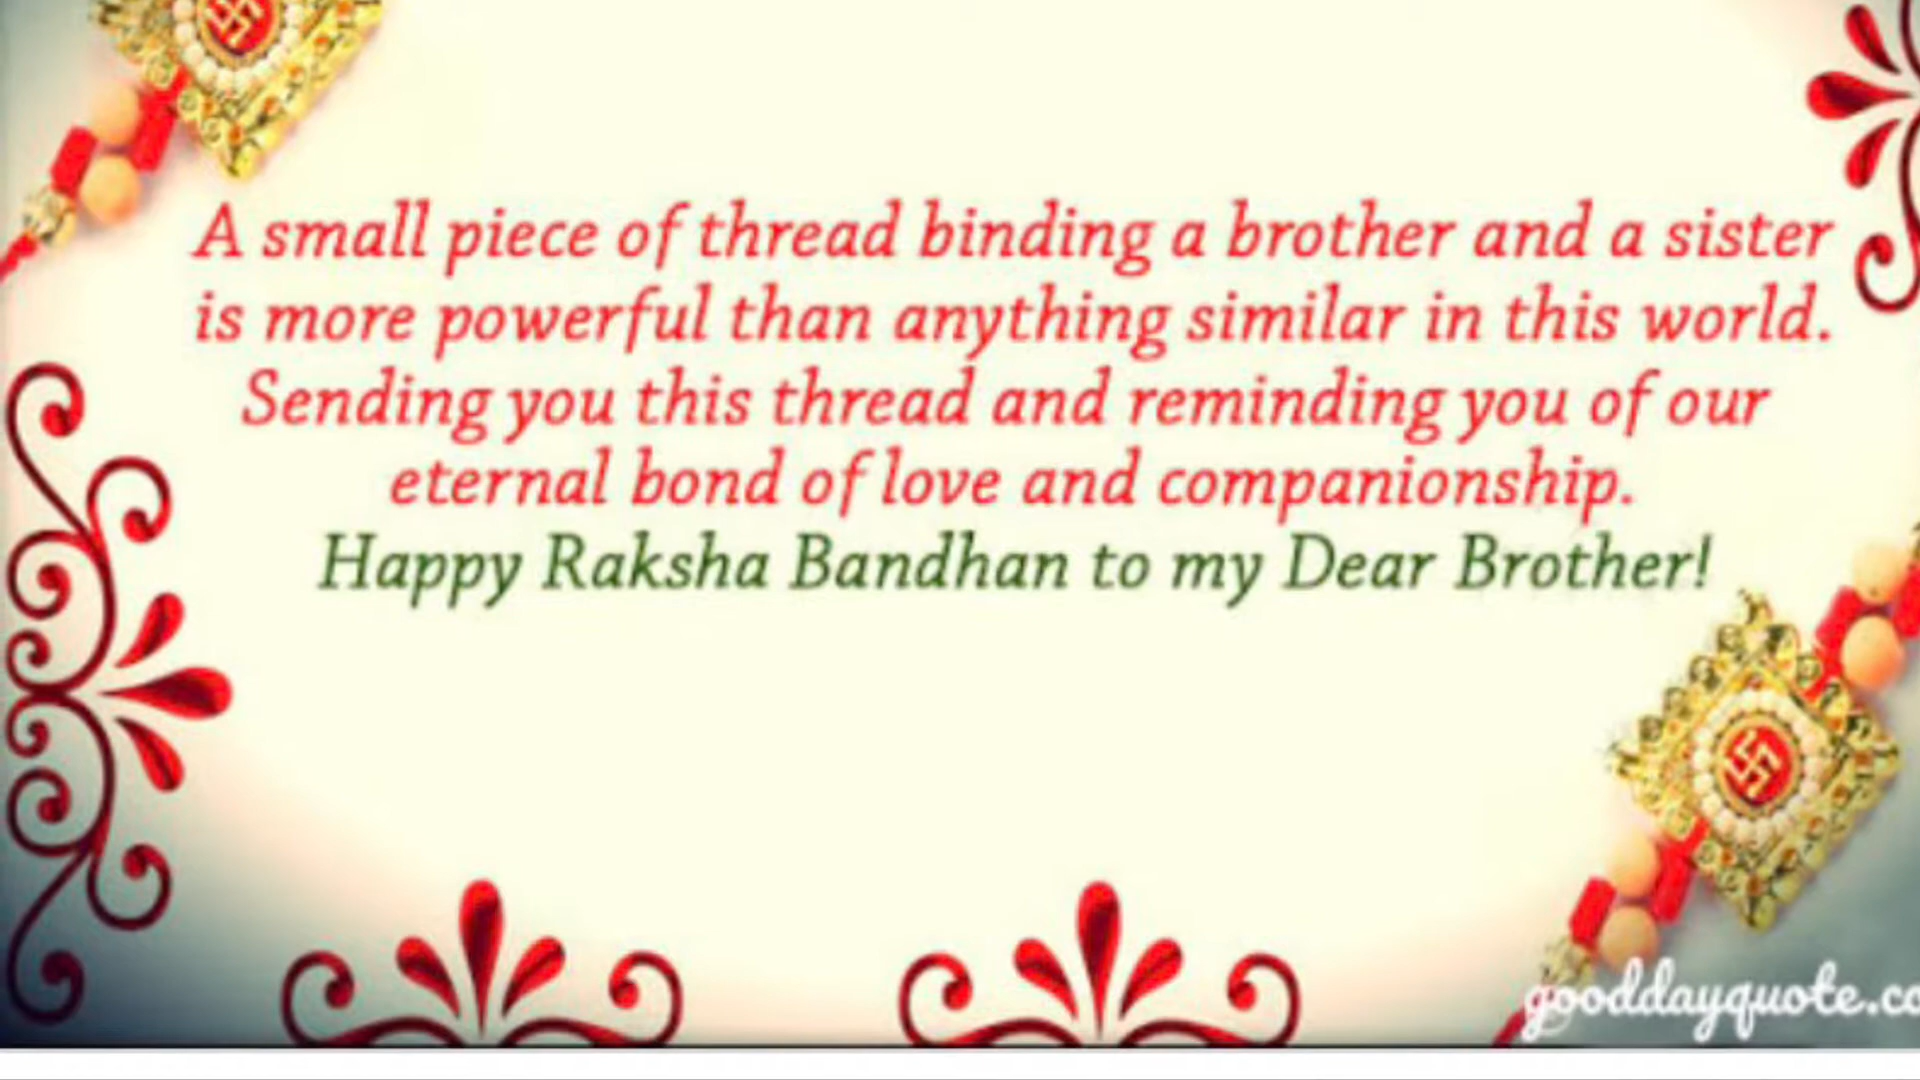 A small piece of thread binding a brother and a sister
is more powerful than anything similar in this world.
Sending you this thread and reminding you of our
eternal bond of love and companionship.
Happy Raksha Bandhan to my Dear Brother!
gooddayquote.co